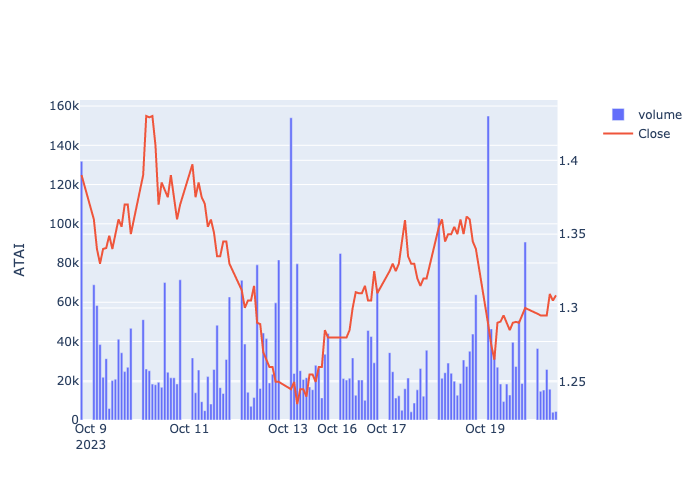 160k
140k
120k
100k
80k
60k
40k
20k
0
ATAI
1.4
1.35
1.3
1.25
Oct 9
2023
Oct 11
Oct 13
Oct 16
Oct 17
Oct 19
volume
Close